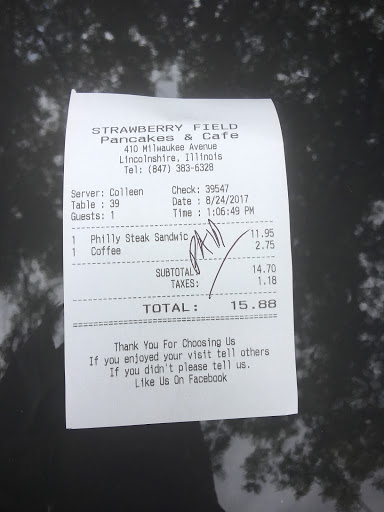 STRAWBERRY FIELD
Pancakes & Cafe
410 Milwaukee Avenue
Lincolnshire, Illinois
Tel: (847) 383-6328
Server: Colleen Check: 39547
Table : 39 Date : 8/24/2017
Guests: 1 Time : 1:06:49 PM
1 Philly Steak Sandwic 11.95
1 Coffee 2.75
PAID
SUBTOTAL 14.70
TAXES: 1.18
TOTAL: 15.88
Thank You For Choosing Us
If you enjoyed your visit tell others
If you didn't please tell us.
Like Us On Facebook